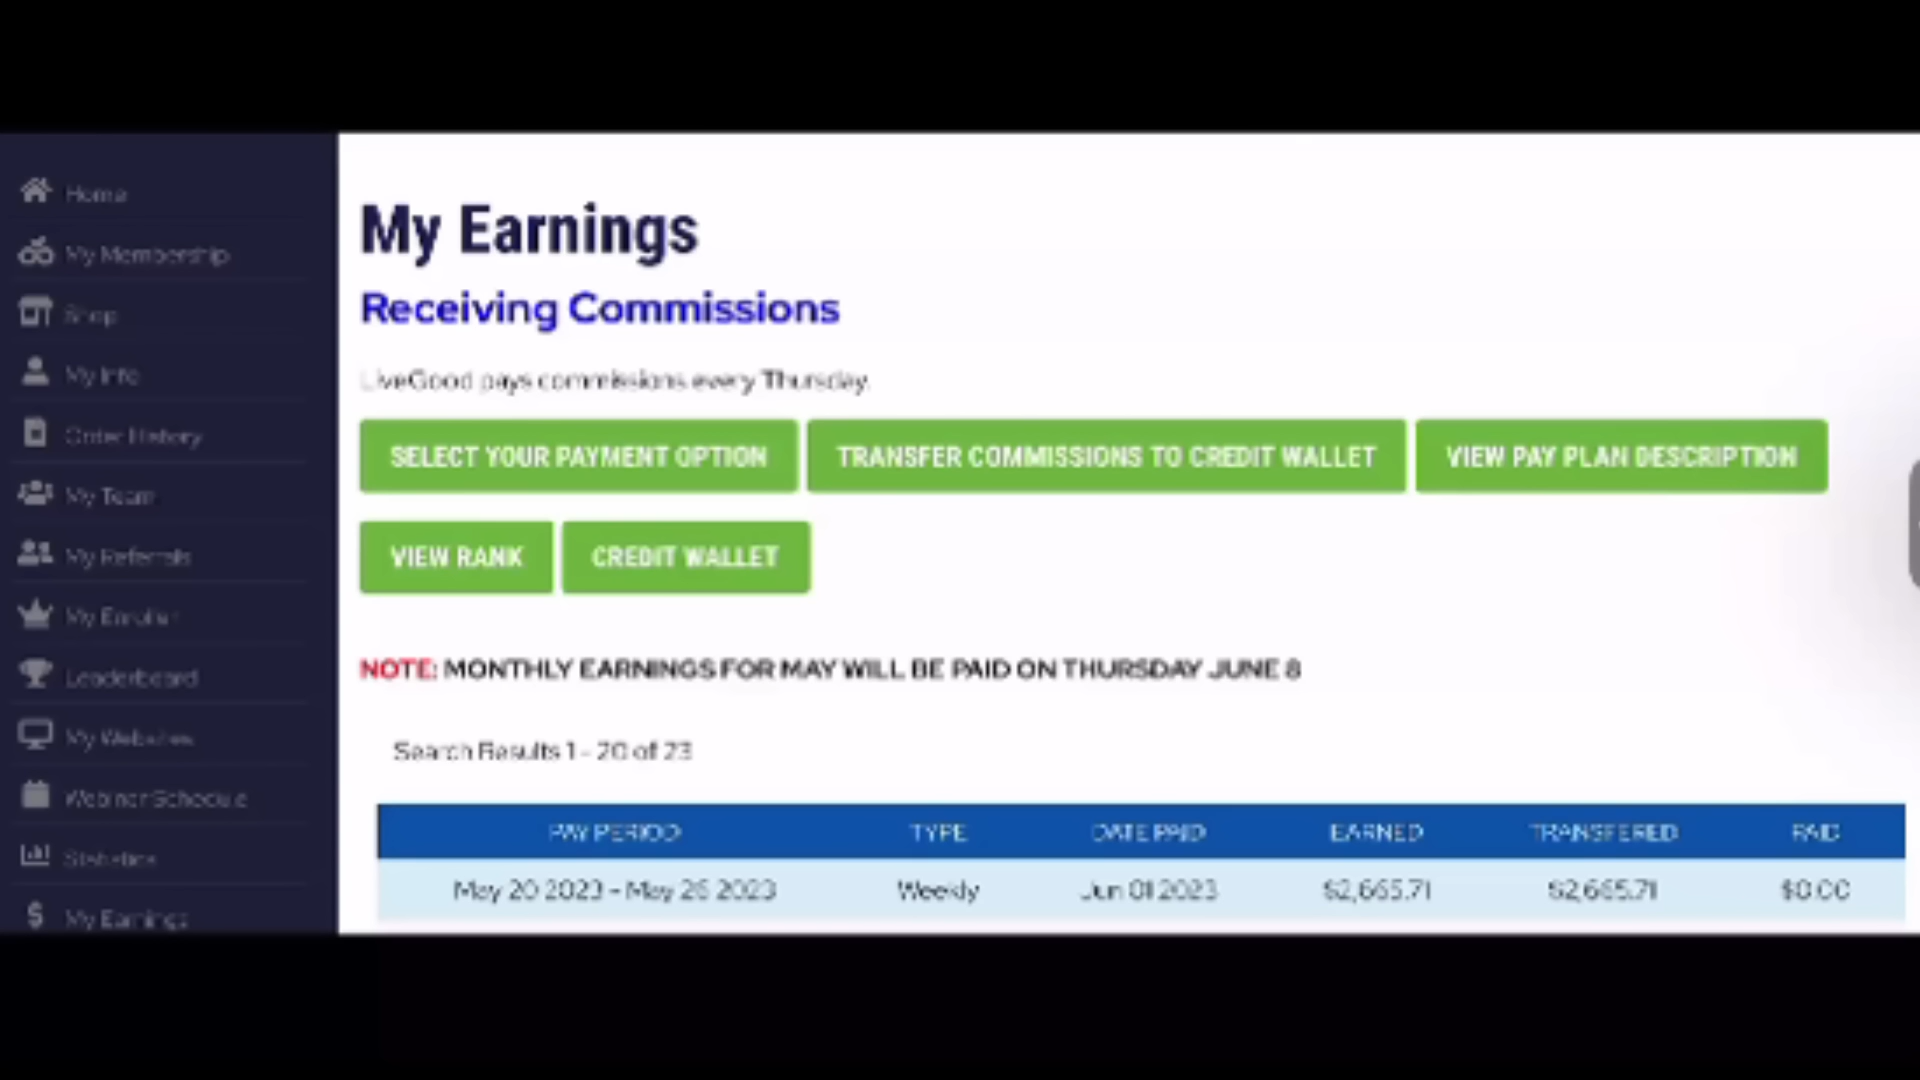 Home
My Membership
Shop
My Info
Order History
My Team
My Referrals
My Enroller
Leaderboard
My Websites
Webinar Schedule
Statistics
My Earnings
My Earnings
Receiving Commissions
LiveGood pays commissions every Thursday.
SELECT YOUR PAYMENT OPTION TRANSFER COMMISSIONS TO CREDIT WALLET VIEW PAY PLAN DESCRIPTION
VIEW RANK CREDIT WALLET
NOTE: MONTHLY EARNINGS FOR MAY WILL BE PAID ON THURSDAY JUNE 8
Search Results 1 - 20 of 23
PAY PERIOD TYPE DATE PAID EARNED TRANSFERED PAID
May 20 2023 - May 26 2023 Weekly Jun 01 2023 $2,665.71 $2,665.71 $0.00